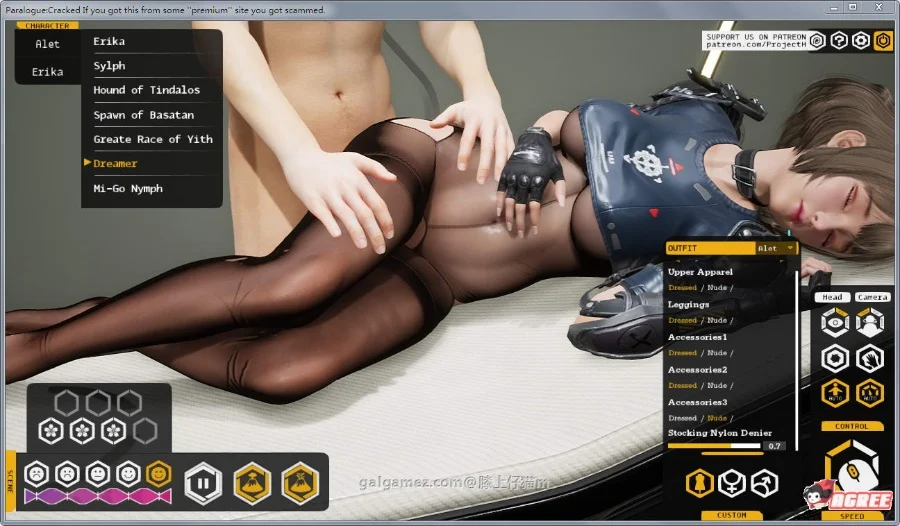 Paralogue:Cracked If you got this from some "premium" site you got scammed.
CHARACTER
Alet
Erika
Erika
Sylph
Hound of Tindalos
Spawn of Basatan
Greate Race of Yith
Dreamer
Mi-Go Nymph
SUPPORT US ON PATREON
patreon.com/ProjectH
OUTFIT Alet
Upper Apparel
Dressed / Nude /
Leggings
Dressed / Nude /
Accessories1
Dressed / Nude /
Accessories2
Dressed / Nude /
Accessories3
Dressed / Nude /
Stocking Nylon Denier
0.7
Head Camera
AUTO AUTO
CONTROL
SCENE
galgamez.com@膝上仔猫m
CUSTOM
AGREE
SPEED